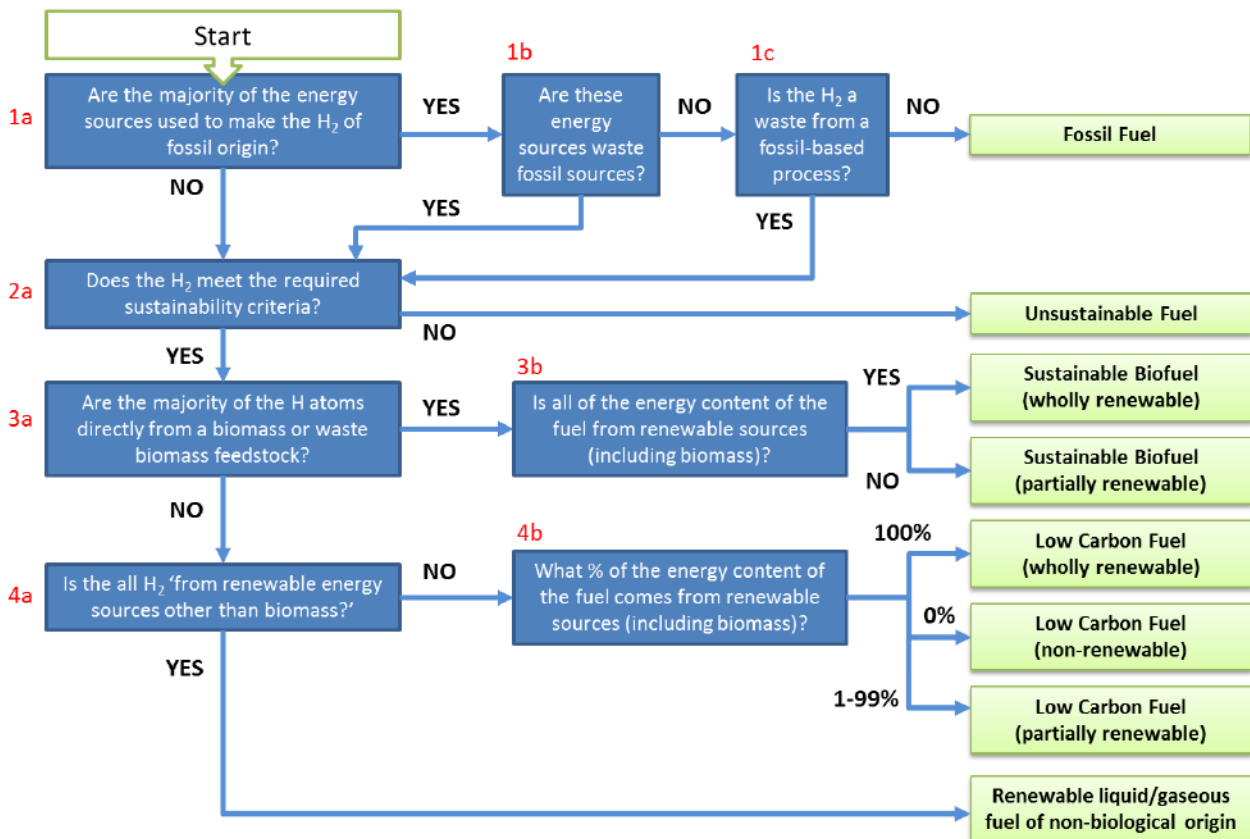 Start
1a
Are the majority of the energy
sources used to make the H₂ of
fossil origin?
YES
1b
Are these
energy
sources waste
fossil sources?
NO
1c
Is the H₂ a
waste from a
fossil-based
process?
NO
Fossil Fuel
NO
YES
YES
2a
Does the H₂ meet the required
sustainability criteria?
NO
Unsustainable Fuel
YES
3a
Are the majority of the H atoms
directly from a biomass or waste
biomass feedstock?
YES
3b
Is all of the energy content of the
fuel from renewable sources
(including biomass)?
YES
Sustainable Biofuel
(wholly renewable)
NO
Sustainable Biofuel
(partially renewable)
NO
4a
Is the all H₂ ‘from renewable energy
sources other than biomass?’
NO
4b
What % of the energy content of
the fuel comes from renewable
sources (including biomass)?
100%
Low Carbon Fuel
(wholly renewable)
0%
Low Carbon Fuel
(non-renewable)
1-99%
Low Carbon Fuel
(partially renewable)
YES
Renewable liquid/gaseous
fuel of non-biological origin